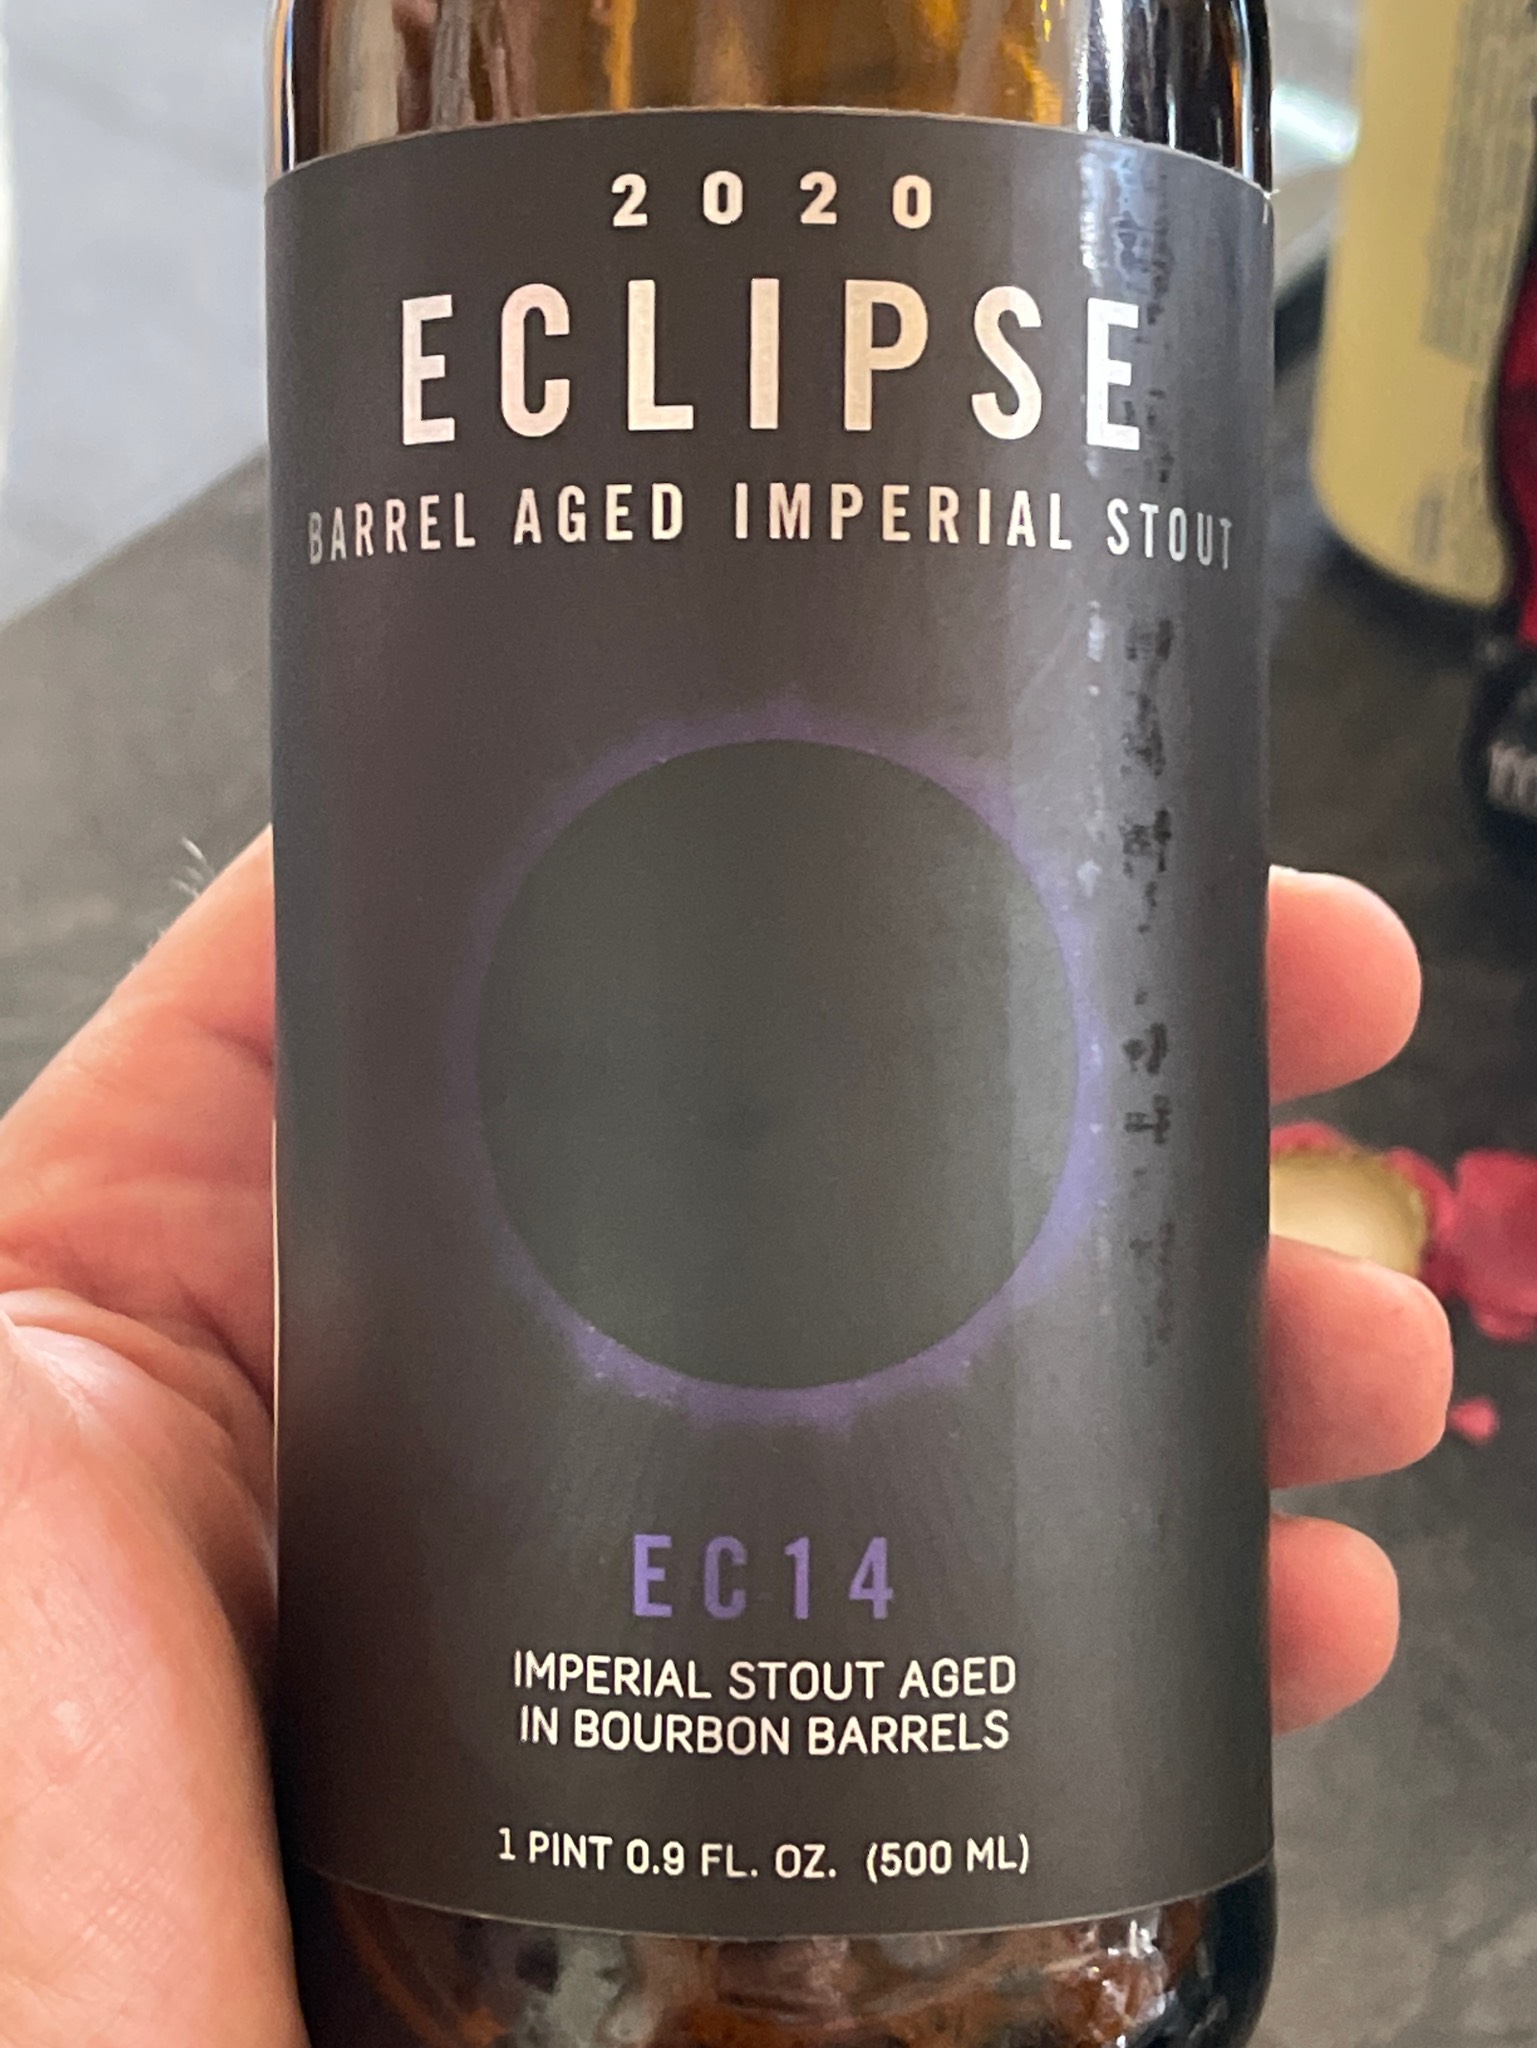 2020
ECLIPSE
BARREL AGED IMPERIAL STOUT
EC14
IMPERIAL STOUT AGED
IN BOURBON BARRELS
1 PINT 0.9 FL. OZ. (500 ML)